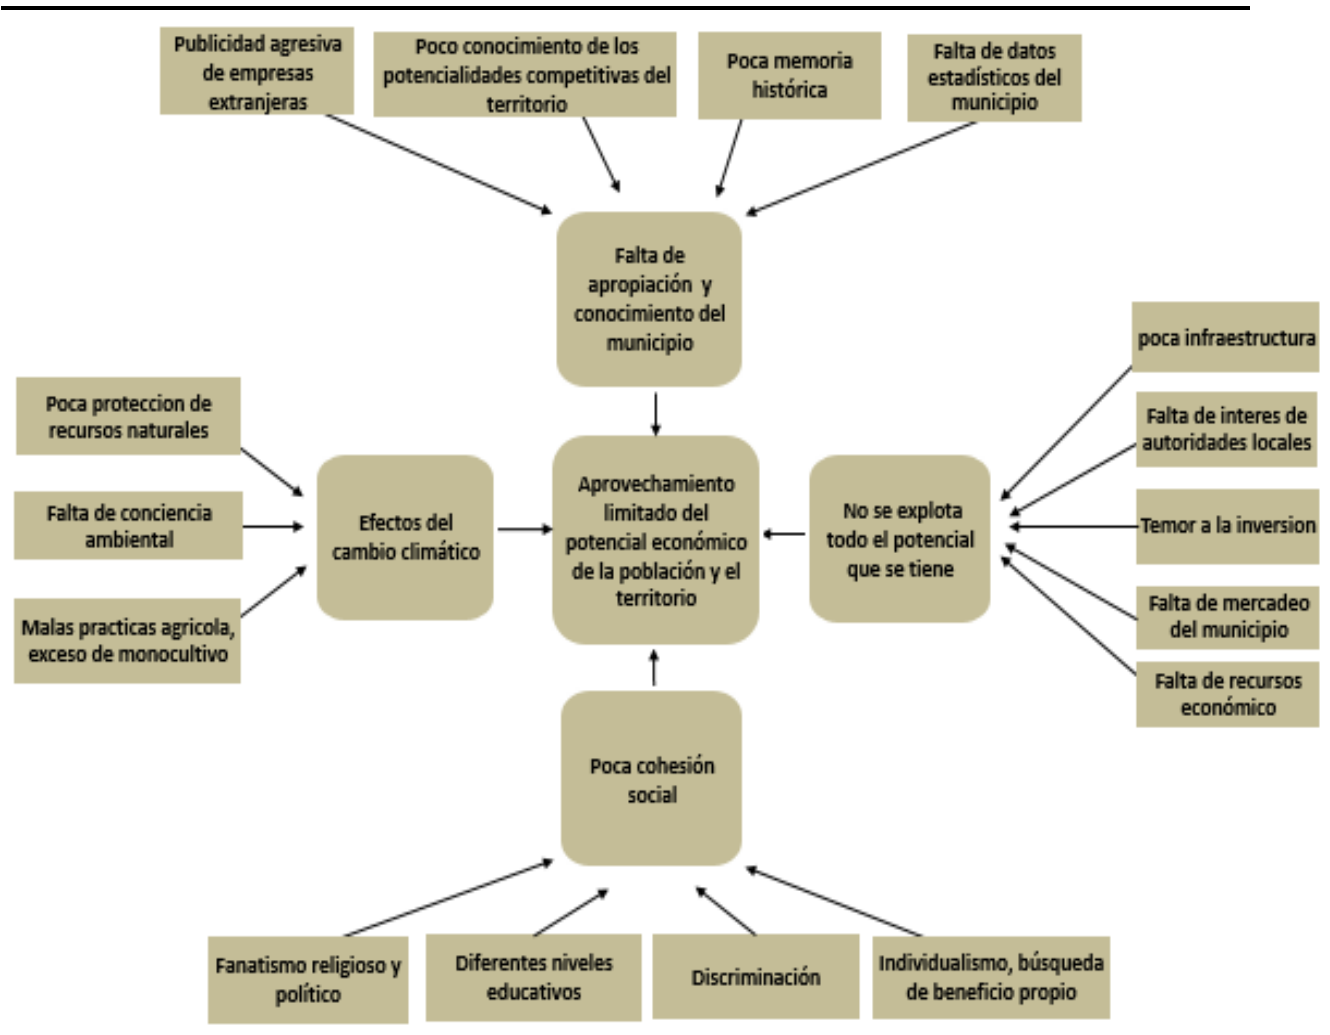 Publicidad agresiva
de empresas
extranjeras
Poco conocimiento de los
potencialidades competitivas del
territorio
Poca memoria
histórica
Falta de datos
estadísticos del
municipio
Falta de
apropiación y
conocimiento del
municipio
poca infraestructura
Falta de interes de
autoridades locales
Temor a la inversion
Falta de mercadeo
del municipio
Falta de recursos
económico
Poca proteccion de
recursos naturales
Falta de conciencia
ambiental
Malas practicas agricola,
exceso de monocultivo
Efectos del
cambio climático
Aprovechamiento
limitado del
potencial económico
de la población y el
territorio
No se explota
todo el potencial
que se tiene
Poca cohesión
social
Fanatismo religioso y
político
Diferentes niveles
educativos
Discriminación
Individualismo, búsqueda
de beneficio propio